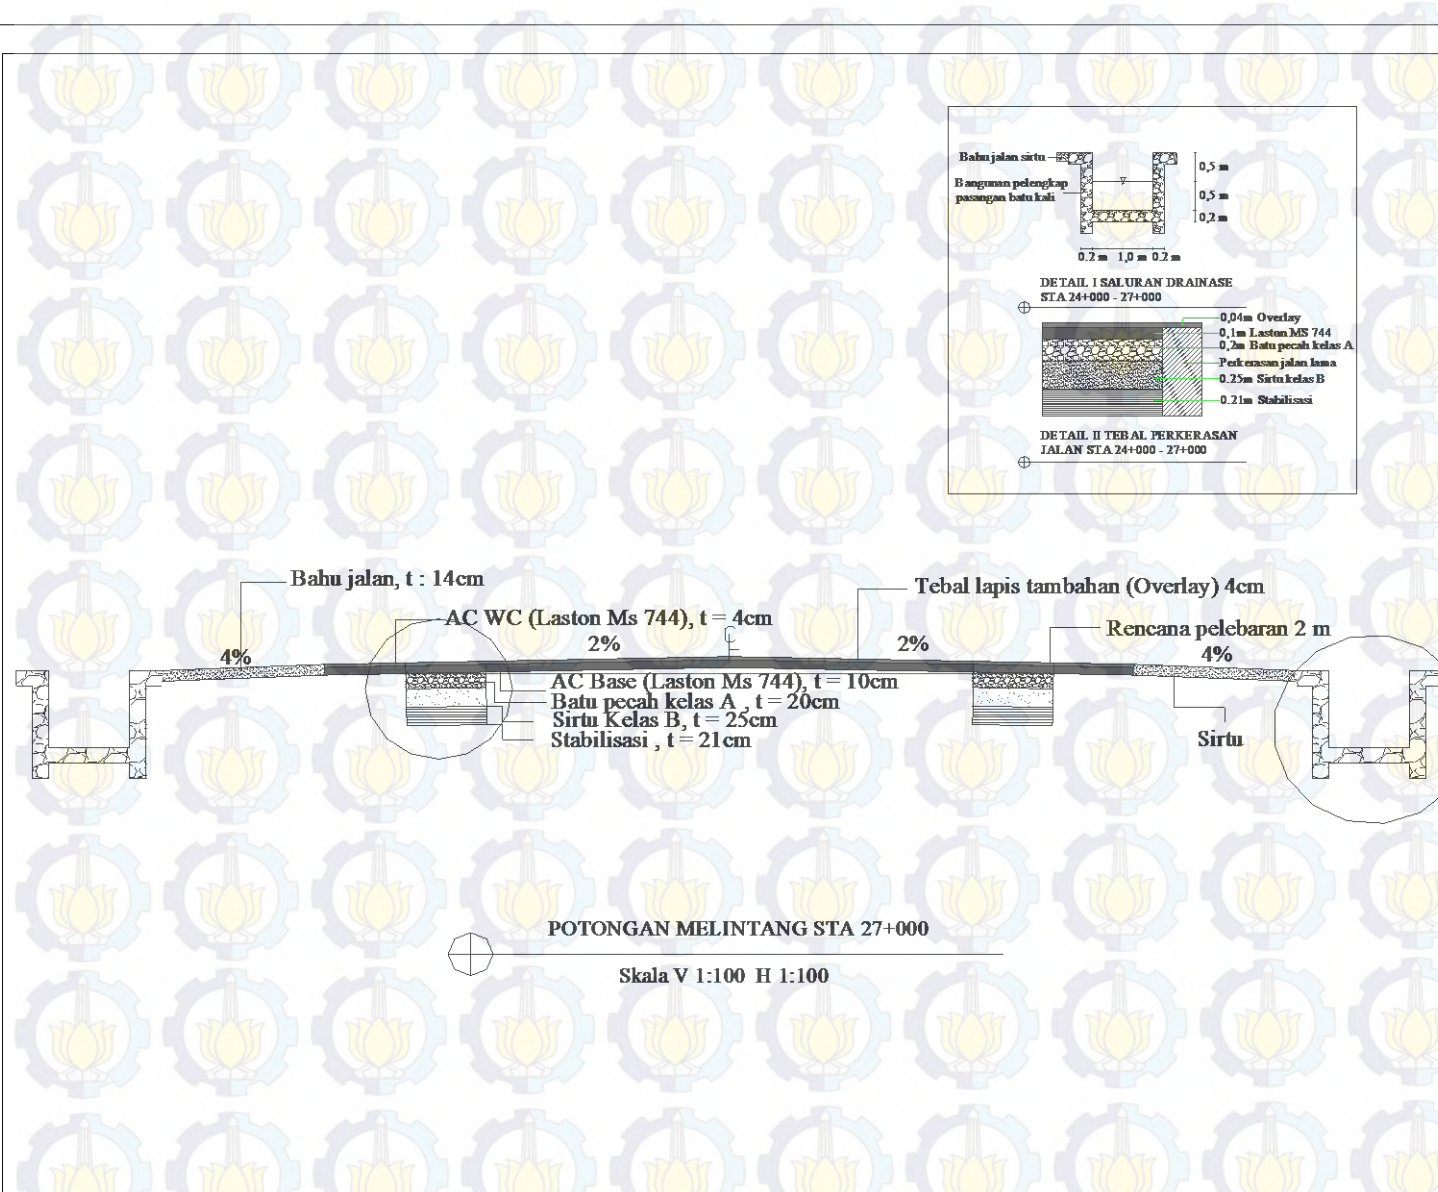 Bahu jalan sirtu
0,5 m
Bangunan pelengkap
pasangan batu kali
0,5 m
0,2 m
0.2 m 1,0 m 0.2 m
DETAIL I SALURAN DRAINASE
STA 24+000 - 27+000
0,04m Overlay
0,1m Laston MS 744
0,2m Batu pecah kelas A
Perkerasan jalan lama
0.25m Sirtu kelas B
0.21m Stabilisasi
DETAIL II TEBAL PERKERASAN
JALAN STA 24+000 - 27+000
Bahu jalan, t : 14cm
Tebal lapis tambahan (Overlay) 4cm
AC WC (Laston Ms 744), t = 4cm
Rencana pelebaran 2 m
4%
2%
2%
4%
AC Base (Laston Ms 744), t = 10cm
Batu pecah kelas A , t = 20cm
Sirtu Kelas B, t = 25cm
Stabilisasi , t = 21cm
Sirtu
POTONGAN MELINTANG STA 27+000
Skala V 1:100 H 1:100